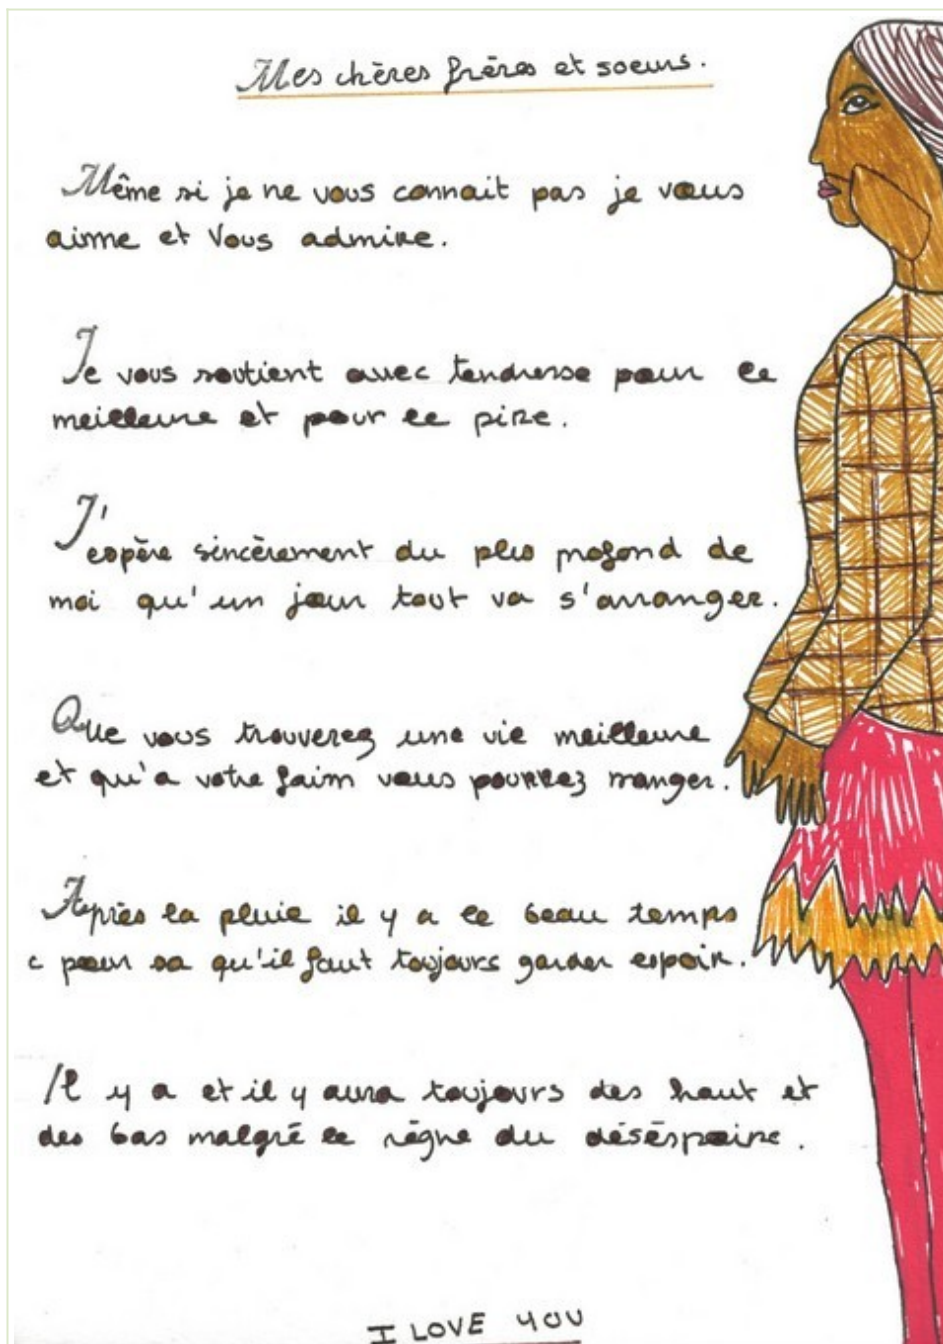 Mes chères frères et soeurs.
Même si je ne vous connait pas je vous
aime et Vous admire.
Je vous soutient avec tendresse pour le
meilleure et pour le pire.
J'espère sincèrement du plus profond de
moi qu'un jour tout va s'arranger.
Que vous trouverez une vie meilleure
et qu'a votre faim vous pourrez manger.
Après la pluie il y a le beau temps
c pour sa qu'il faut toujours garder espoir.
Il y a et il y aura toujours des haut et
des bas malgré le règne du déséspoire.
I LOVE YOU